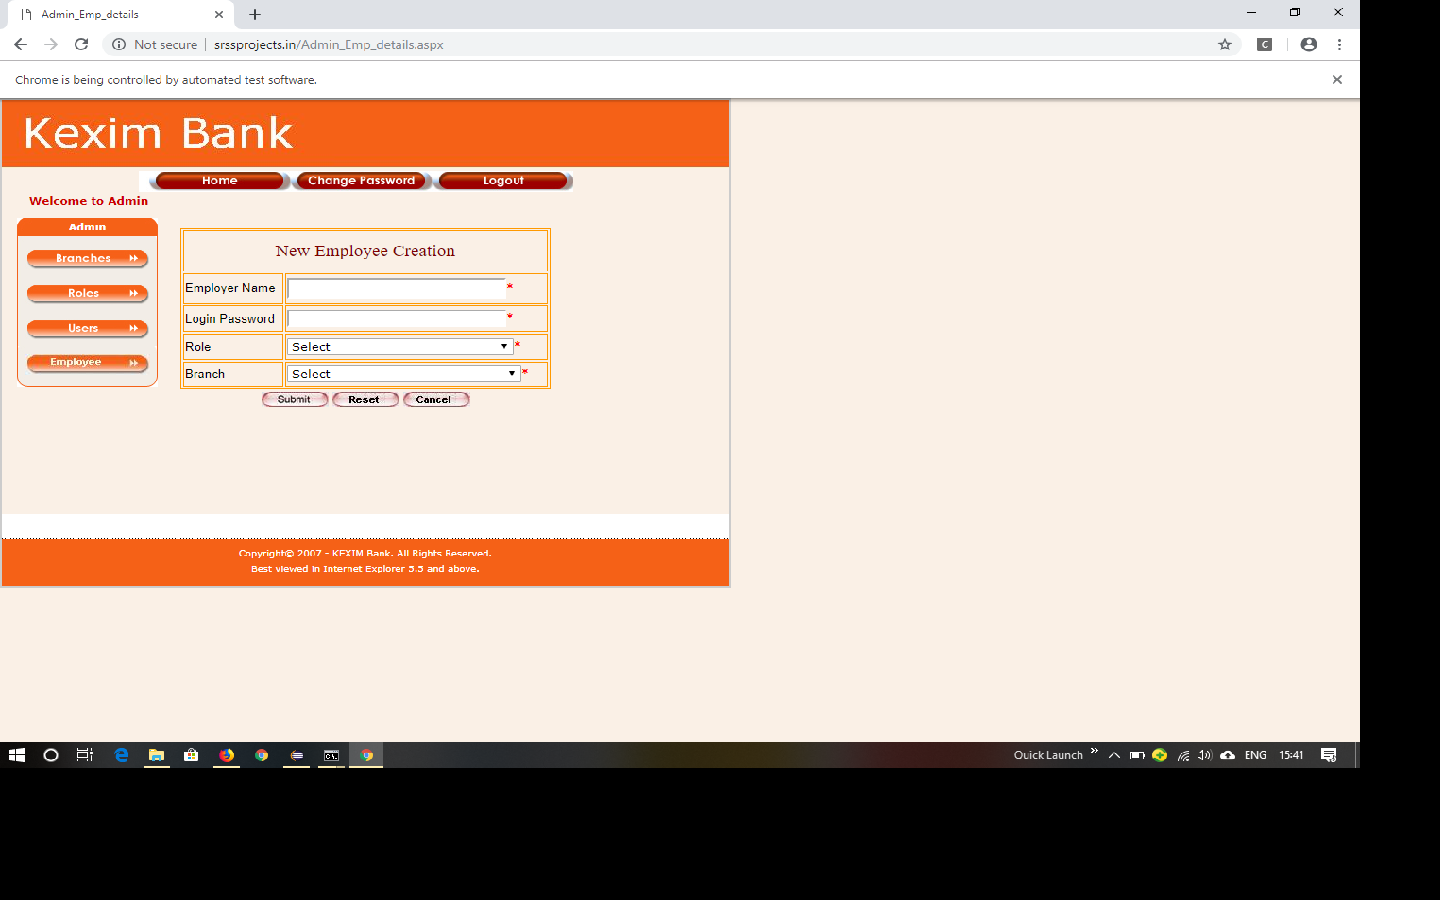 Admin_Emp_details
Not secure | srssprojects.in/Admin_Emp_details.aspx
C
Chrome is being controlled by automated test software.
Kexim Bank
Home Change Password Logout
Welcome to Admin
Admin
Branches
Roles
Users
Employee
New Employee Creation
Employer Name *
Login Password *
Role Select *
Branch Select *
Submit Reset Cancel
Copyright© 2007 - KEXIM Bank. All Rights Reserved.
Best viewed in Internet Explorer 5.5 and above.
Quick Launch ENG 15:41